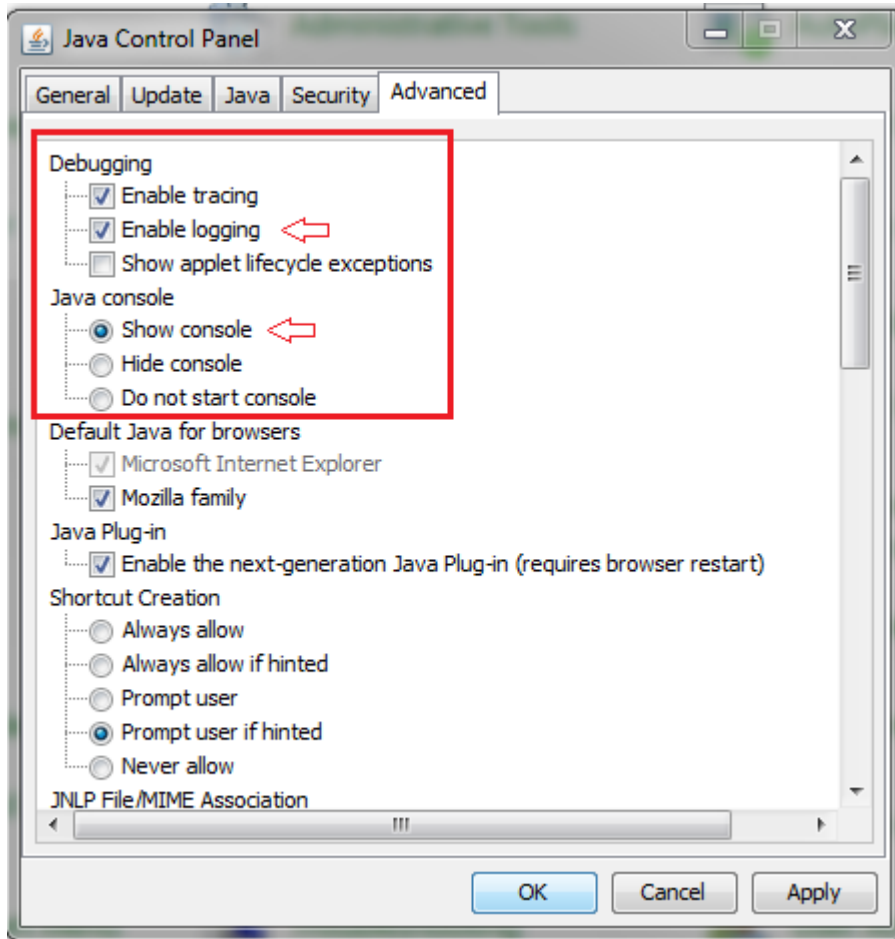 Java Control Panel
General Update Java Security Advanced
Debugging
Enable tracing
Enable logging
Show applet lifecycle exceptions
Java console
Show console
Hide console
Do not start console
Default Java for browsers
Microsoft Internet Explorer
Mozilla family
Java Plug-in
Enable the next-generation Java Plug-in (requires browser restart)
Shortcut Creation
Always allow
Always allow if hinted
Prompt user
Prompt user if hinted
Never allow
JNLP File/MIME Association
OK Cancel Apply